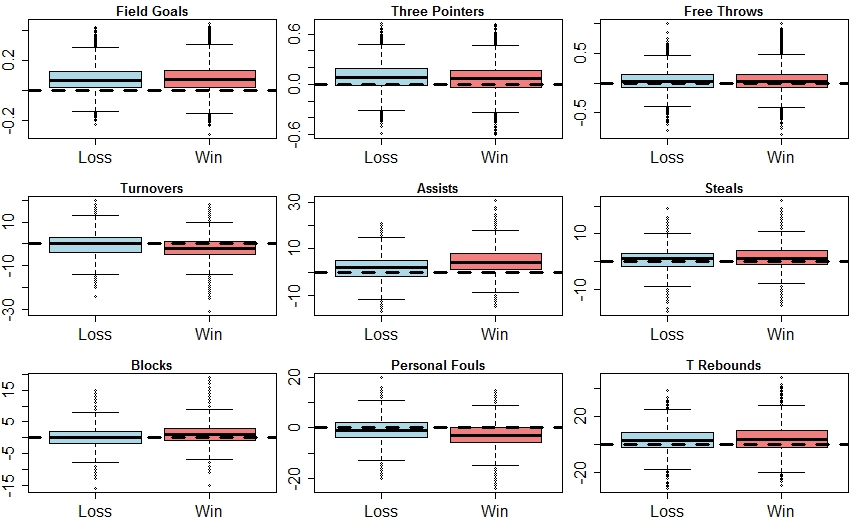 Field Goals
0.2
-0.2
Loss Win
Three Pointers
0.6
0.0
-0.6
Loss Win
Free Throws
0.5
-0.5
Loss Win
Turnovers
10
-10
-30
Loss Win
Assists
30
10
-10
Loss Win
Steals
10
-10
Loss Win
Blocks
15
5
-5
-15
Loss Win
Personal Fouls
20
0
-20
Loss Win
T Rebounds
20
-20
Loss Win